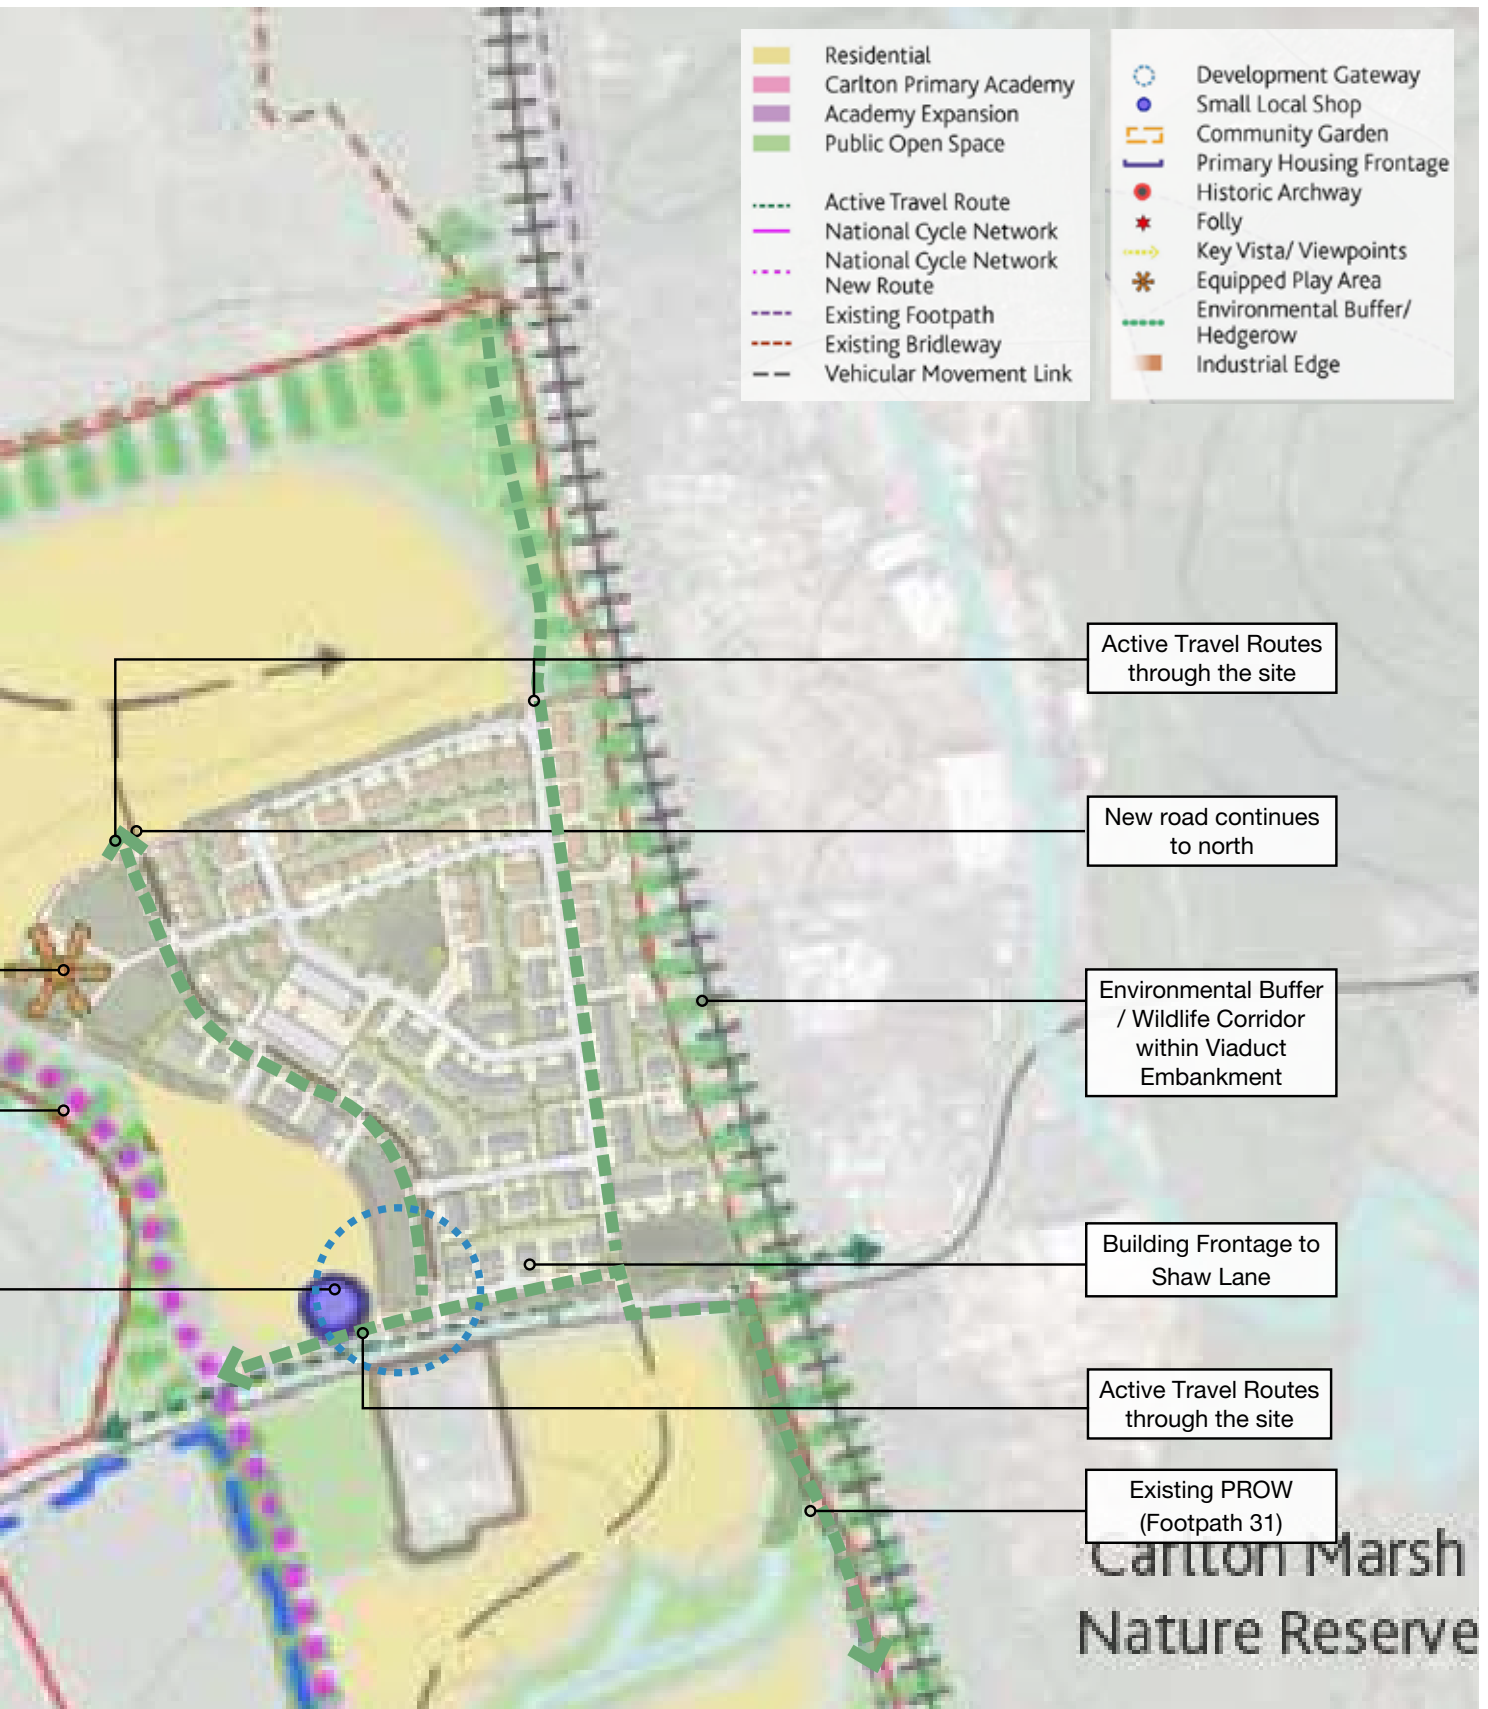 Residential
Carlton Primary Academy
Academy Expansion
Public Open Space
Active Travel Route
National Cycle Network
National Cycle Network
New Route
Existing Footpath
Existing Bridleway
Vehicular Movement Link
Development Gateway
Small Local Shop
Community Garden
Primary Housing Frontage
Historic Archway
Folly
Key Vista/ Viewpoints
Equipped Play Area
Environmental Buffer/
Hedgerow
Industrial Edge
Active Travel Routes
through the site
New road continues
to north
Environmental Buffer
/ Wildlife Corridor
within Viaduct
Embankment
Building Frontage to
Shaw Lane
Active Travel Routes
through the site
Existing PROW
(Footpath 31)
Carlton Marsh
Nature Reserve